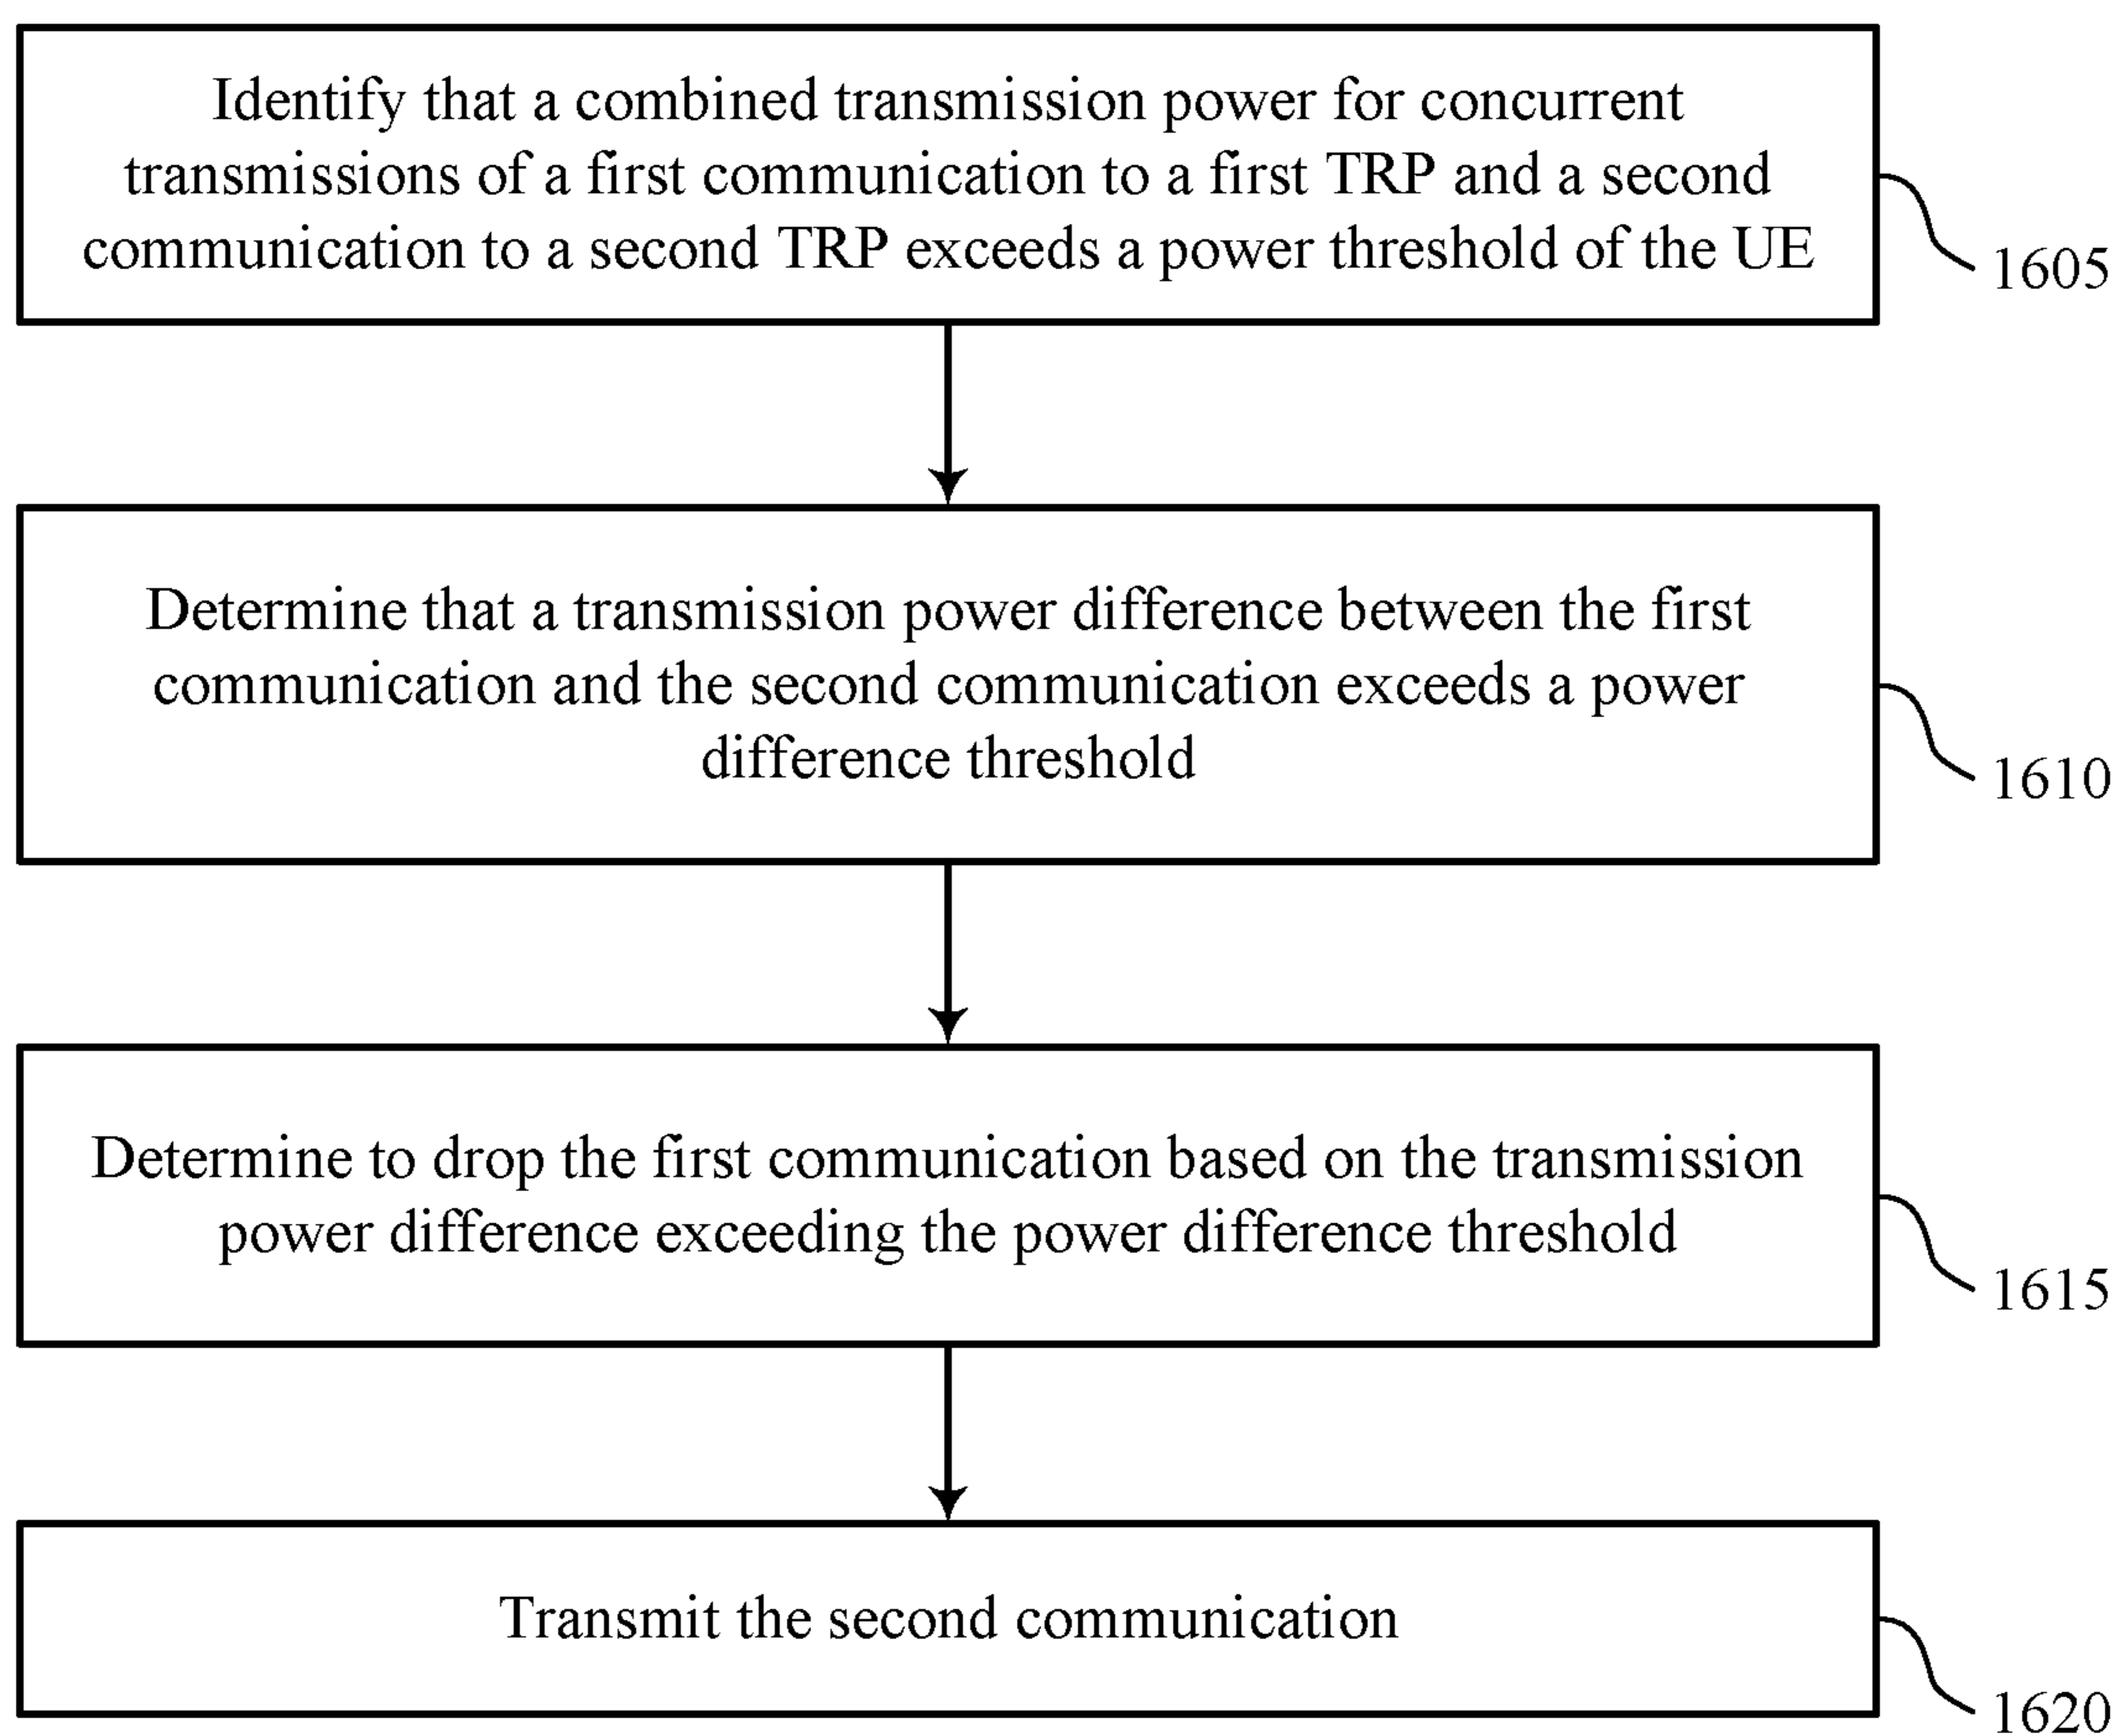 Identify that a combined transmission power for concurrent
transmissions of a first communication to a first TRP and a second
communication to a second TRP exceeds a power threshold of the UE
1605
Determine that a transmission power difference between the first
communication and the second communication exceeds a power
difference threshold
1610
Determine to drop the first communication based on the transmission
power difference exceeding the power difference threshold
1615
Transmit the second communication
1620